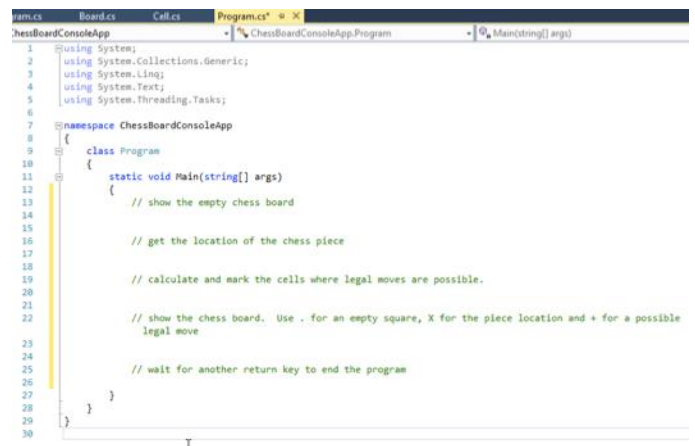 ram.cs Board.cs Cell.cs Program.cs*
ChessBoardConsoleApp ChessBoardConsoleApp.Program Main(string[] args)
1 using System;
2 using System.Collections.Generic;
3 using System.Linq;
4 using System.Text;
5 using System.Threading.Tasks;
6
7 namespace ChessBoardConsoleApp
8 {
9 class Program
10 {
11 static void Main(string[] args)
12 {
13 // show the empty chess board
14
15
16 // get the location of the chess piece
17
18
19 // calculate and mark the cells where legal moves are possible.
20
21
22 // show the chess board. Use . for an empty square, X for the piece location and + for a possible
legal move
23
24
25 // wait for another return key to end the program
26
27 }
28 }
29 }
30